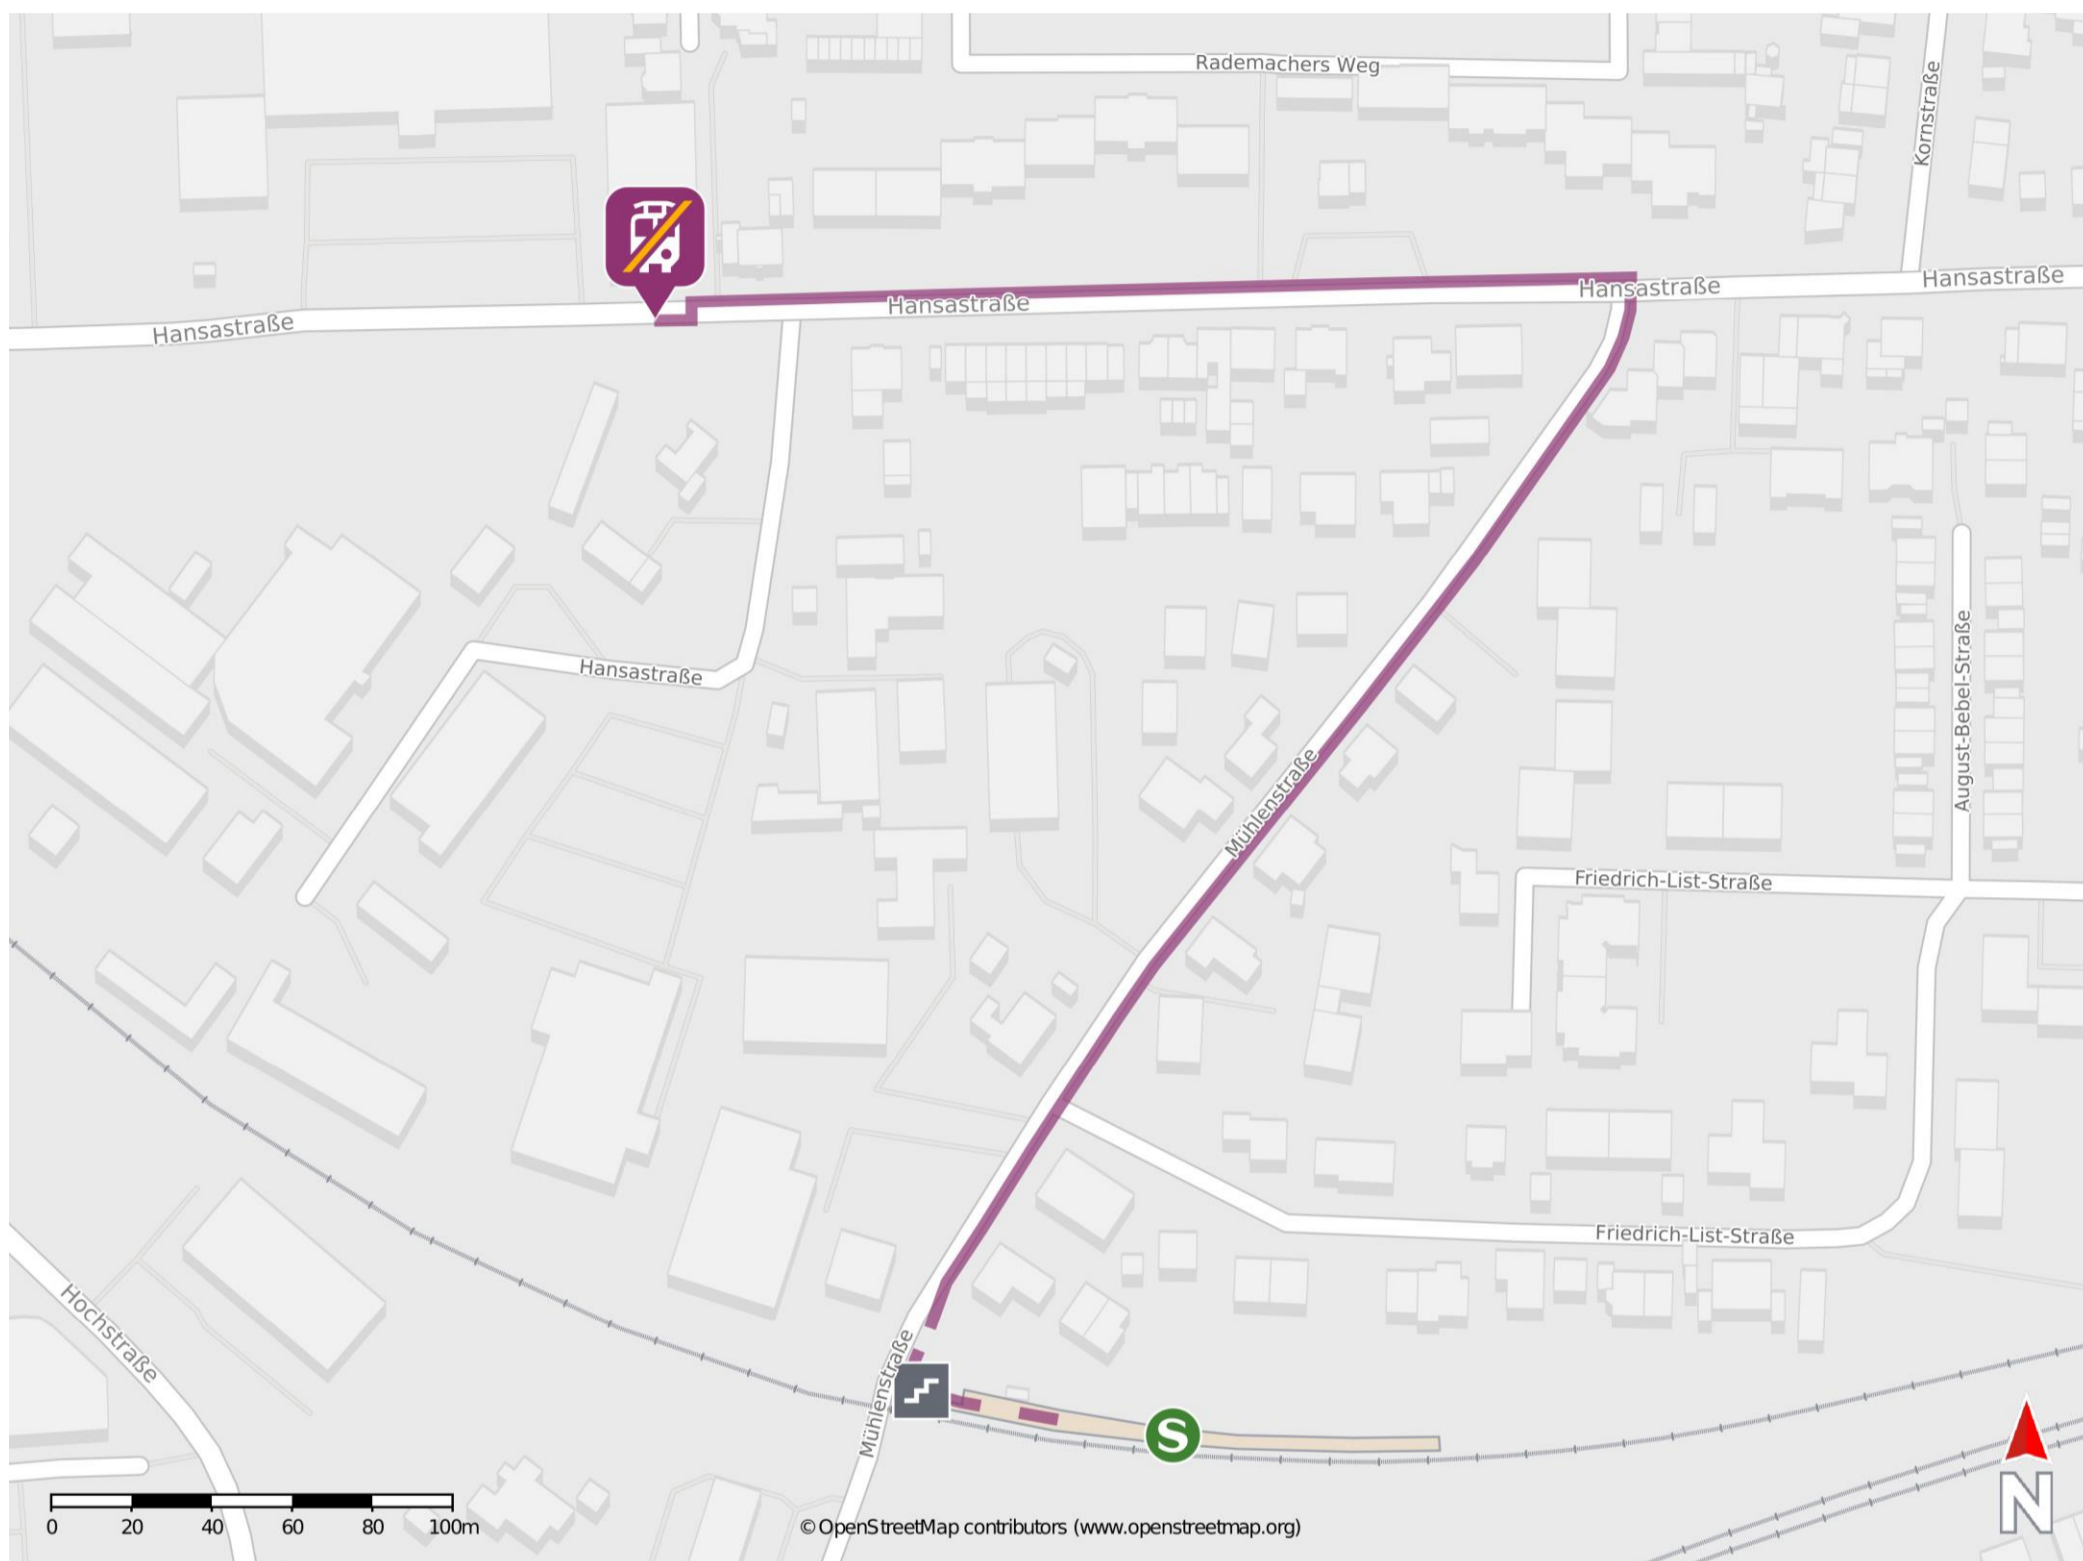 Rademachers Weg
Kornstraße
Hansastraße
Hansastraße
Hansastraße
Hansastraße
Hansastraße
August-Bebel-Straße
Mühlenstraße
Friedrich-List-Straße
Friedrich-List-Straße
Hochstraße
Mühlenstraße
S
N
0 20 40 60 80 100m
© OpenStreetMap contributors (www.openstreetmap.org)